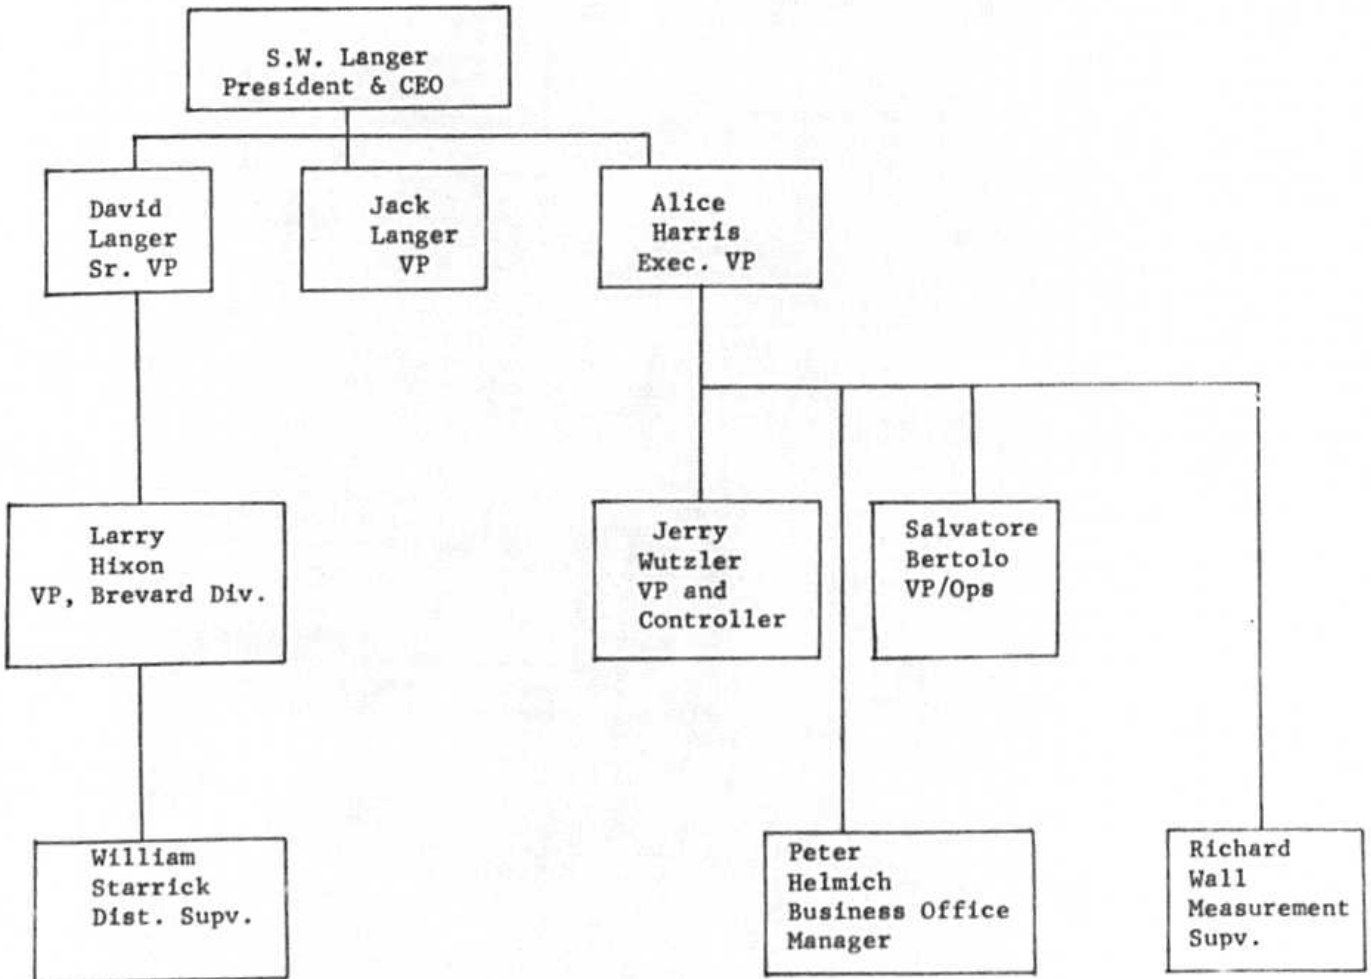 S.W. Langer
President & CEO
David
Langer
Sr. VP
Jack
Langer
VP
Alice
Harris
Exec. VP
Larry
Hixon
VP, Brevard Div.
Jerry
Wutzler
VP and
Controller
Salvatore
Bertolo
VP/Ops
William
Starrick
Dist. Supv.
Peter
Helmich
Business Office
Manager
Richard
Wall
Measurement
Supv.